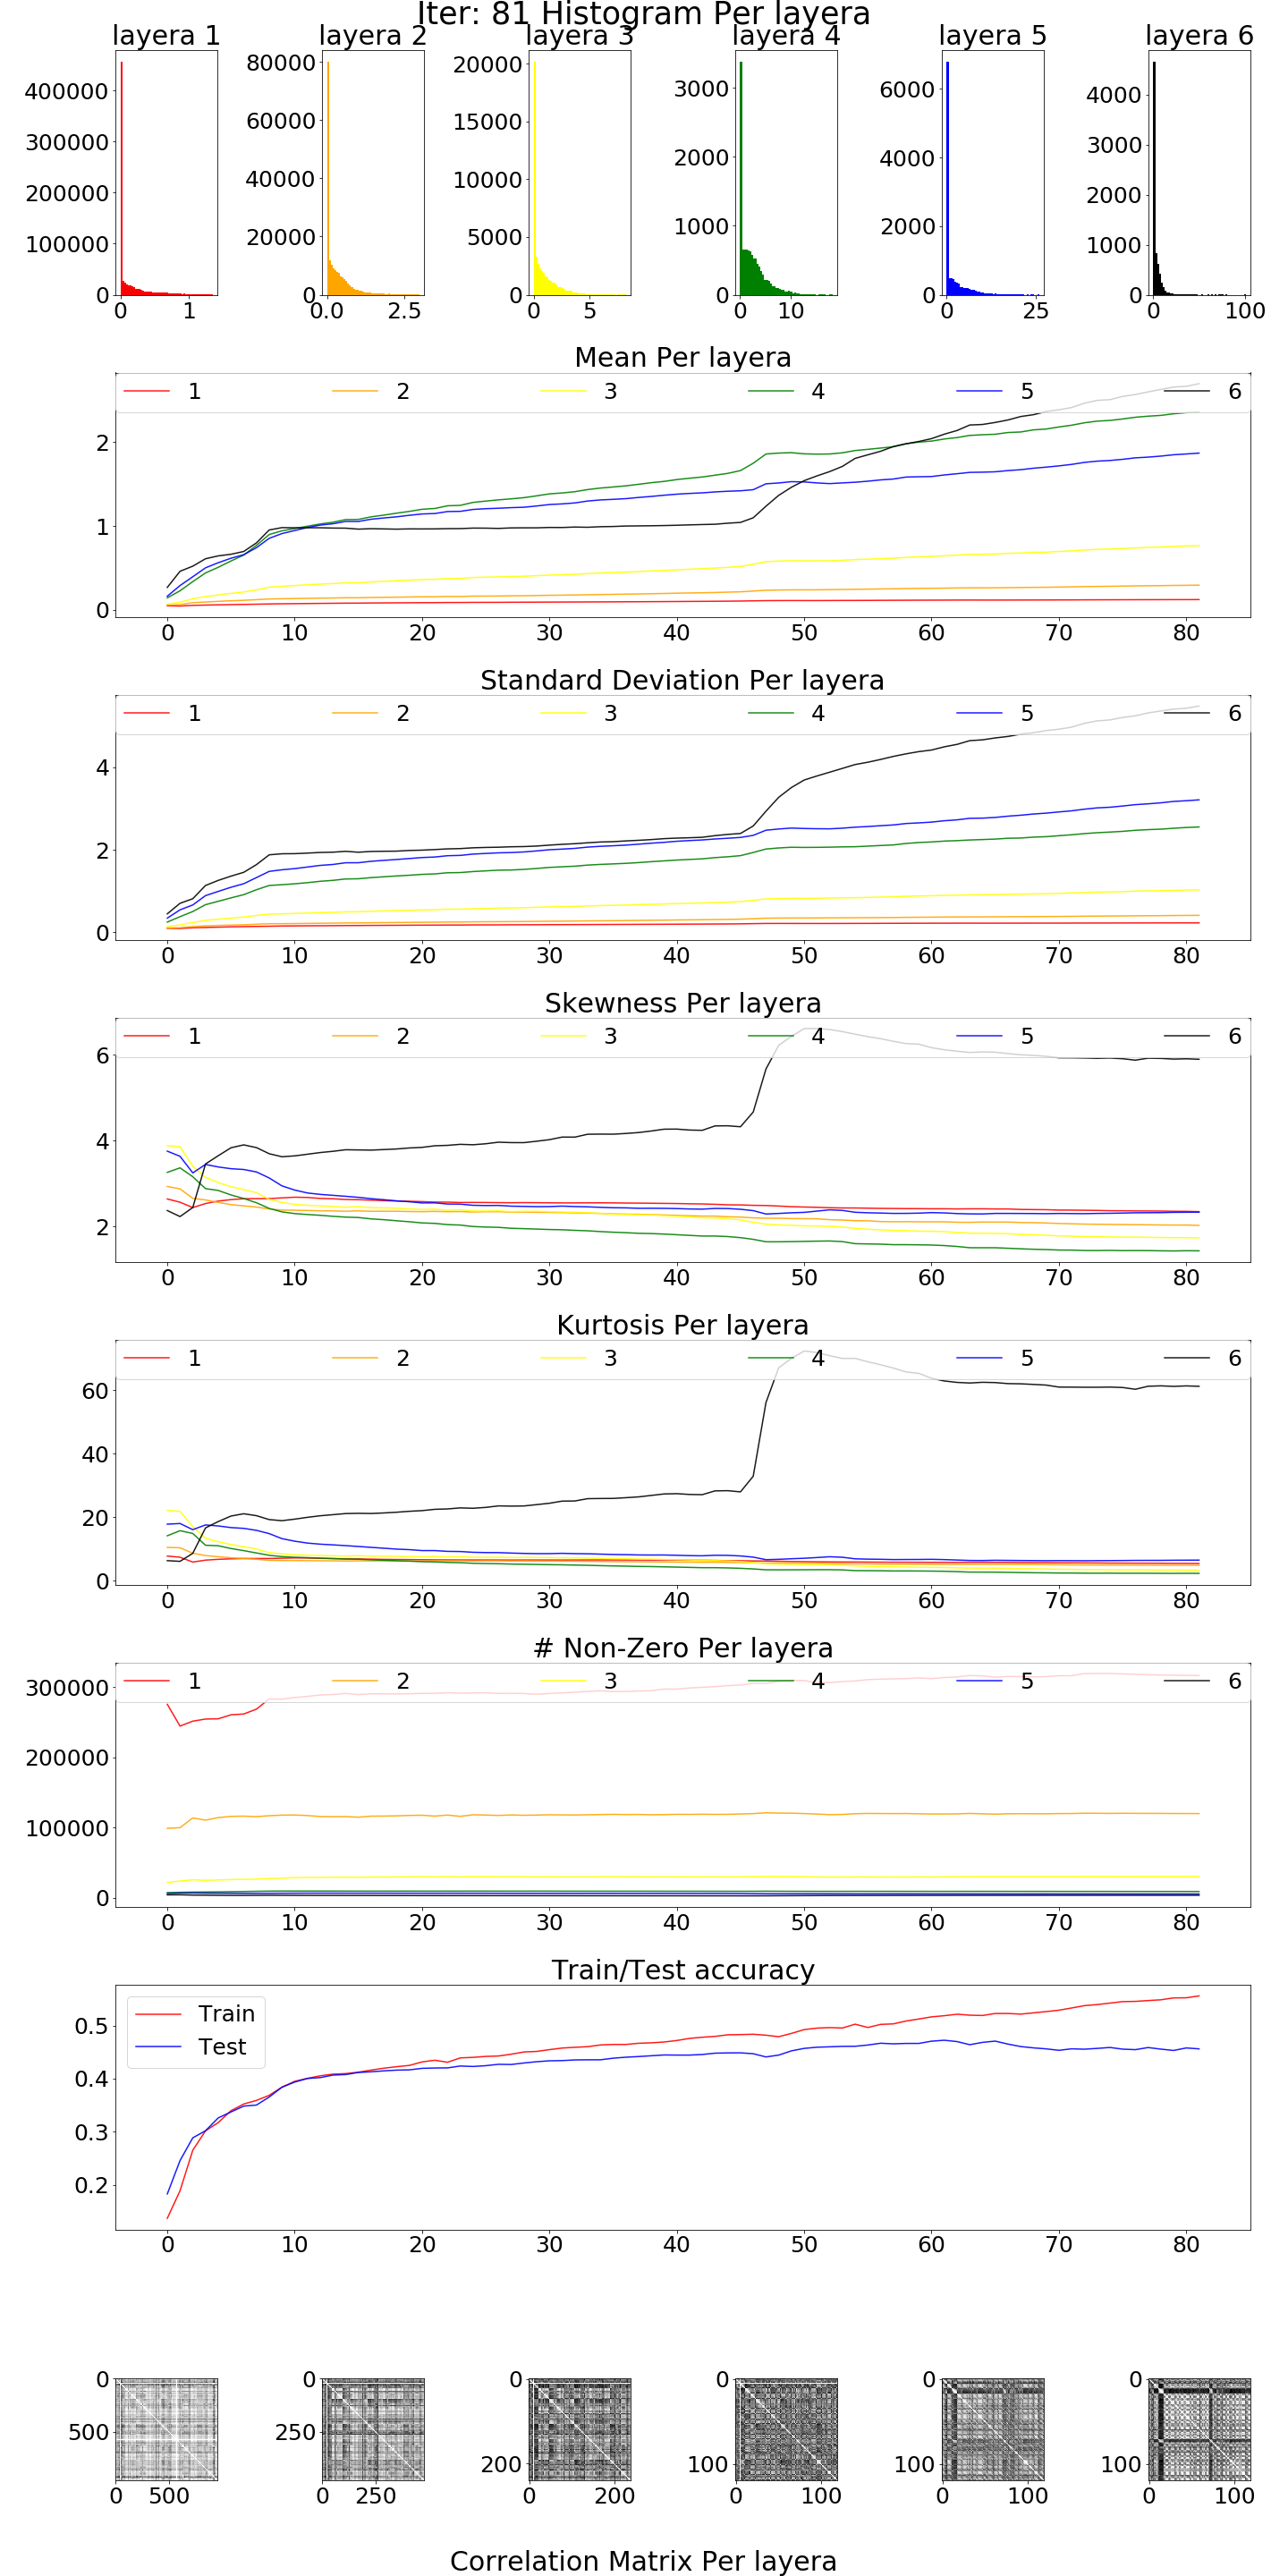 Iter: 81 Histogram Per layera
layera 1 layera 2 layera 3 layera 4 layera 5 layera 6
400000 80000 20000 3000 6000 4000
300000 60000 15000 2000 4000 3000
200000 40000 10000 1000 2000 2000
100000 20000 5000 1000
0 0 0 0 0 0
0 1 0.0 2.5 0 5 0 10 0 25 0 100
Mean Per layera
1 2 3 4 5 6
2
1
0
0 10 20 30 40 50 60 70 80
Standard Deviation Per layera
1 2 3 4 5 6
4
2
0
0 10 20 30 40 50 60 70 80
Skewness Per layera
1 2 3 4 5 6
6
4
2
0 10 20 30 40 50 60 70 80
Kurtosis Per layera
1 2 3 4 5 6
60
40
20
0
0 10 20 30 40 50 60 70 80
# Non-Zero Per layera
1 2 3 4 5 6
300000
200000
100000
0
0 10 20 30 40 50 60 70 80
Train/Test accuracy
Train
Test
0.5
0.4
0.3
0.2
0 10 20 30 40 50 60 70 80
0 0 0 0 0 0
500 250 200 100 100 100
0 500 0 250 0 200 0 100 0 100 0 100
Correlation Matrix Per layera